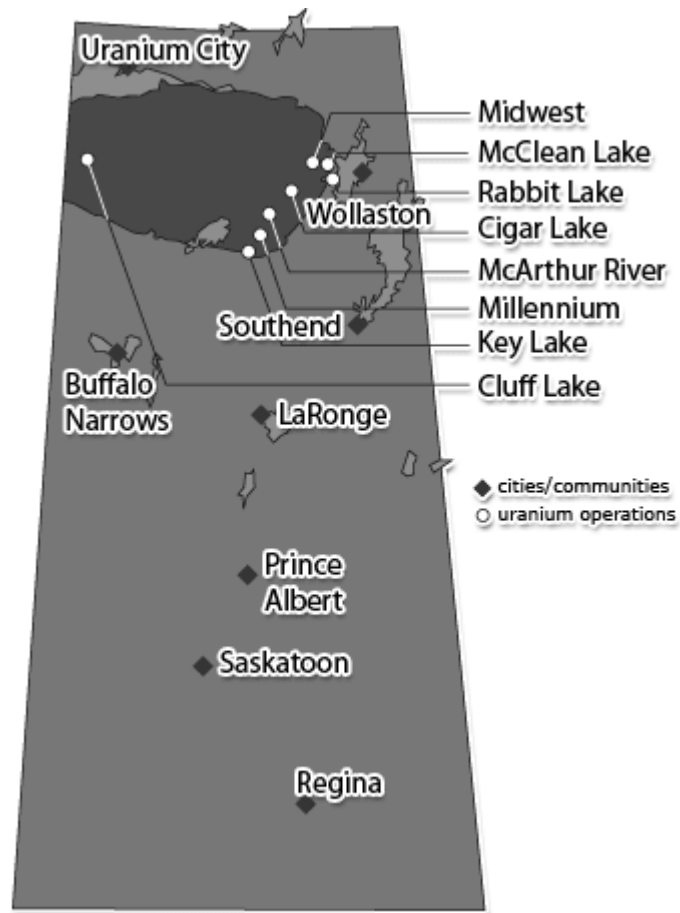 Uranium City
Midwest
McClean Lake
Rabbit Lake
Wollaston
Cigar Lake
McArthur River
Millennium
Southend
Key Lake
Buffalo
Narrows
Cluff Lake
LaRonge
cities/communities
uranium operations
Prince
Albert
Saskatoon
Regina